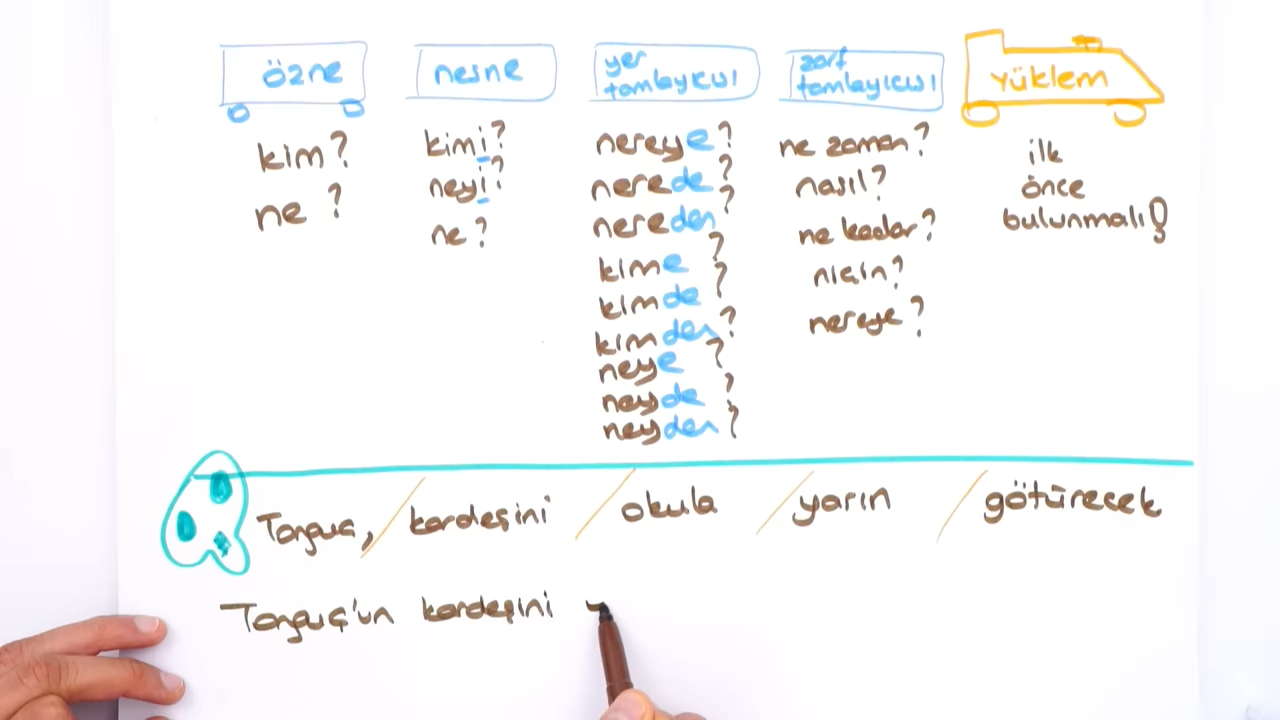 özne nesne yer tamlayıcısı zarf tamlayıcısı yüklem
kim? kimi? nereye? ne zaman? ilk
ne? neyi? nerede? nasıl? önce
ne? nereden? ne kadar? bulunmalı!
kime? niçin?
kimde? nereye?
kimden?
neye?
neyde?
neyden?
Tonguç, / kardeşini / okula / yarın / götürecek
Tonguç'un kardeşini